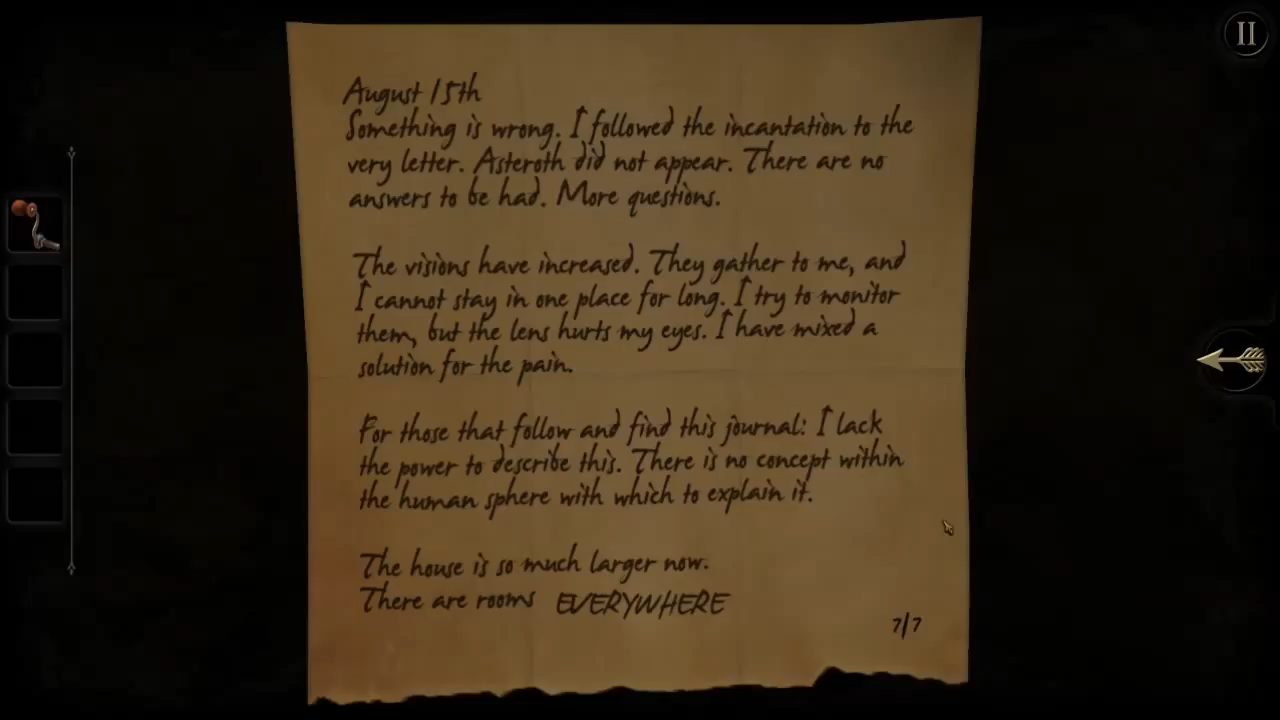 August 15th
Something is wrong. I followed the incantation to the
very letter. Asteroth did not appear. There are no
answers to be had. More questions.
The visions have increased. They gather to me, and
I cannot stay in one place for long. I try to monitor
them, but the lens hurts my eyes. I have mixed a
solution for the pain.
For those that follow and find this journal: I lack
the power to describe this. There is no concept within
the human sphere with which to explain it.
The house is so much larger now.
There are rooms EVERYWHERE
7/7